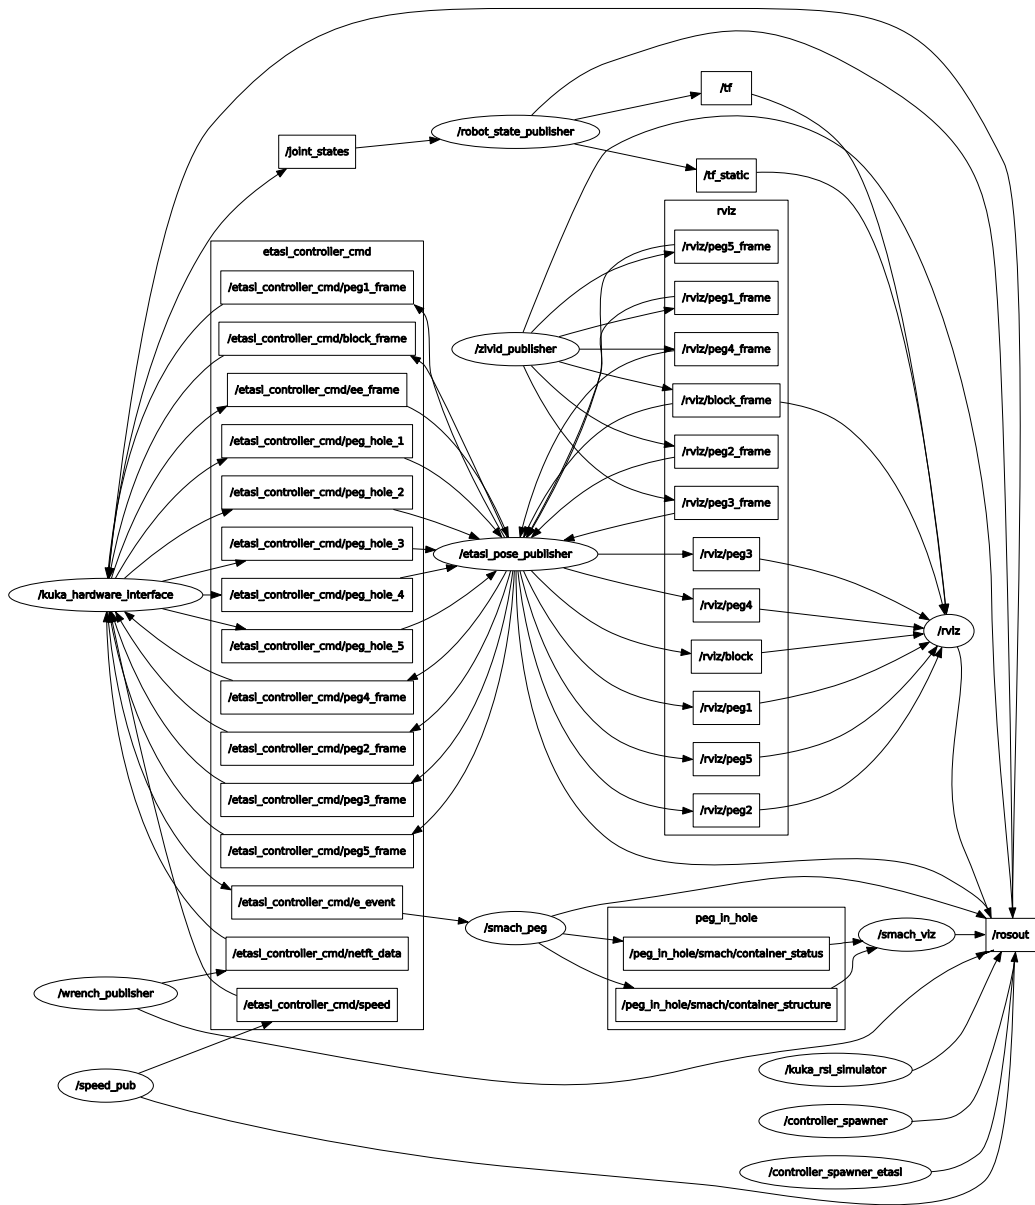 /tf
/robot_state_publisher
/joint_states
/tf_static
rviz
/rviz/peg5_frame
etasl_controller_cmd
/etasl_controller_cmd/peg1_frame
/rviz/peg1_frame
/etasl_controller_cmd/block_frame
/zivid_publisher
/rviz/peg4_frame
/etasl_controller_cmd/ee_frame
/rviz/block_frame
/etasl_controller_cmd/peg_hole_1
/rviz/peg2_frame
/etasl_controller_cmd/peg_hole_2
/rviz/peg3_frame
/etasl_controller_cmd/peg_hole_3
/etasl_pose_publisher
/rviz/peg3
/kuka_hardware_interface
/etasl_controller_cmd/peg_hole_4
/rviz/peg4
/rviz
/etasl_controller_cmd/peg_hole_5
/rviz/block
/etasl_controller_cmd/peg4_frame
/rviz/peg1
/etasl_controller_cmd/peg2_frame
/rviz/peg5
/etasl_controller_cmd/peg3_frame
/rviz/peg2
/etasl_controller_cmd/peg5_frame
/etasl_controller_cmd/e_event
peg_in_hole
/smach_peg
/smach_viz
/rosout
/etasl_controller_cmd/netft_data
/peg_in_hole/smach/container_status
/wrench_publisher
/etasl_controller_cmd/speed
/peg_in_hole/smach/container_structure
/kuka_rsi_simulator
/speed_pub
/controller_spawner
/controller_spawner_etasl